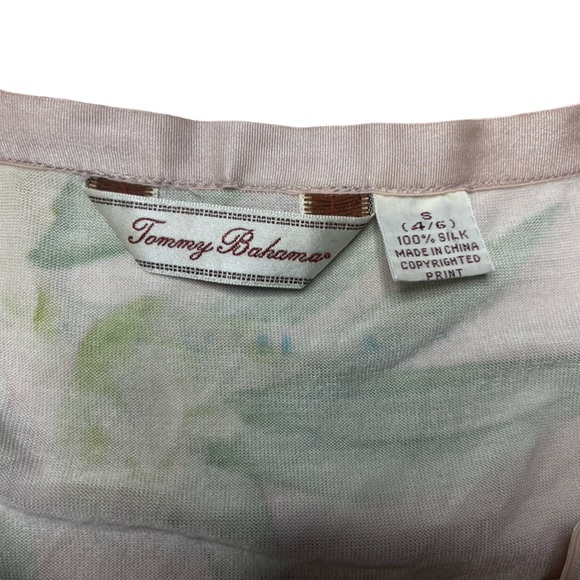 Tommy Bahama®
S
(4/6)
100% SILK
MADE IN CHINA
COPYRIGHTED
PRINT